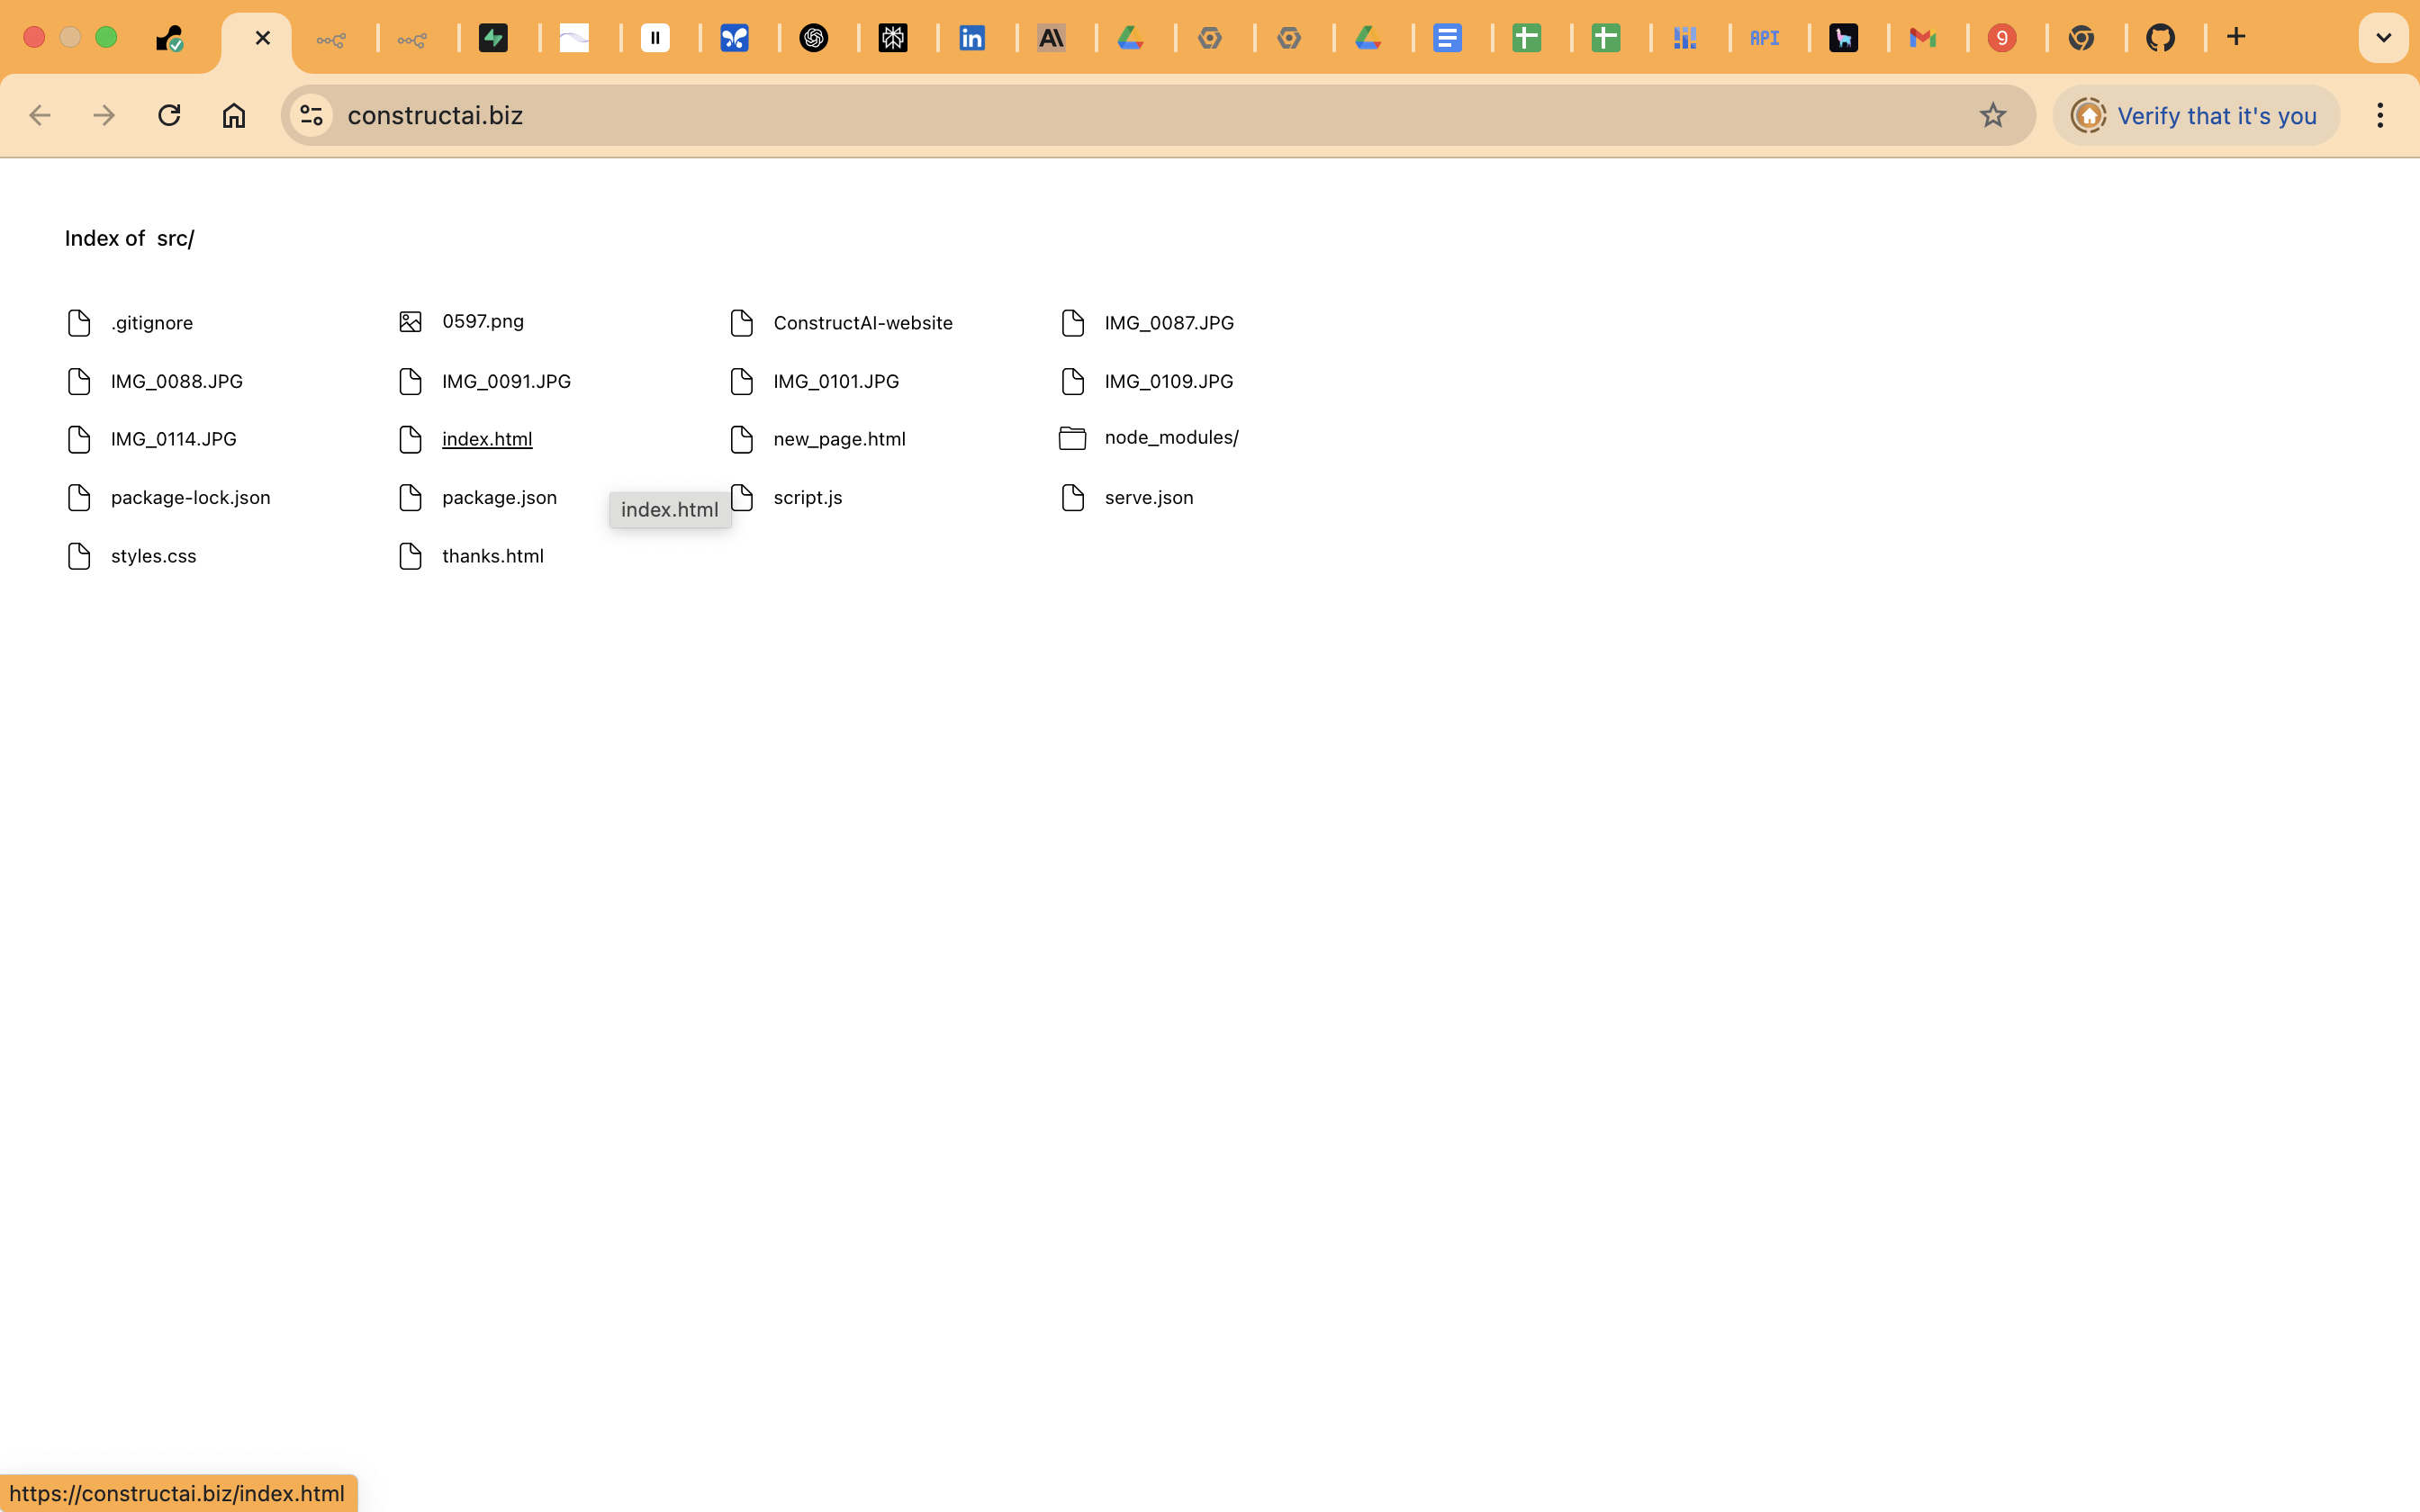 API
9
constructai.biz
Verify that it's you
Index of src/
.gitignore
0597.png
ConstructAI-website
IMG_0087.JPG
IMG_0088.JPG
IMG_0091.JPG
IMG_0101.JPG
IMG_0109.JPG
IMG_0114.JPG
index.html
new_page.html
node_modules/
package-lock.json
package.json
index.html
script.js
serve.json
styles.css
thanks.html
https://constructai.biz/index.html